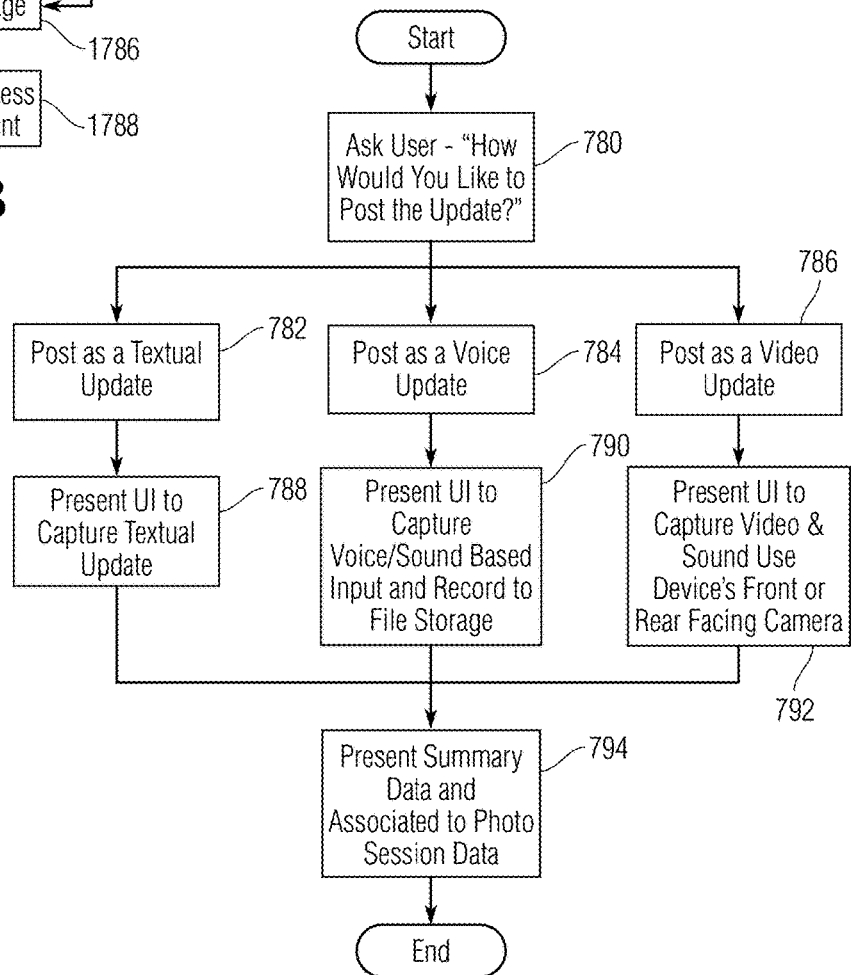 1786
1788
Start
Ask User - "How
Would You Like to
Post the Update?"
780
Post as a Textual
Update
782
Post as a Voice
Update
784
Post as a Video
Update
786
Present UI to
Capture Textual
Update
788
Present UI to
Capture
Voice/Sound Based
Input and Record to
File Storage
790
Present UI to
Capture Video &
Sound Use
Device's Front or
Rear Facing Camera
792
Present Summary
Data and
Associated to Photo
Session Data
794
End